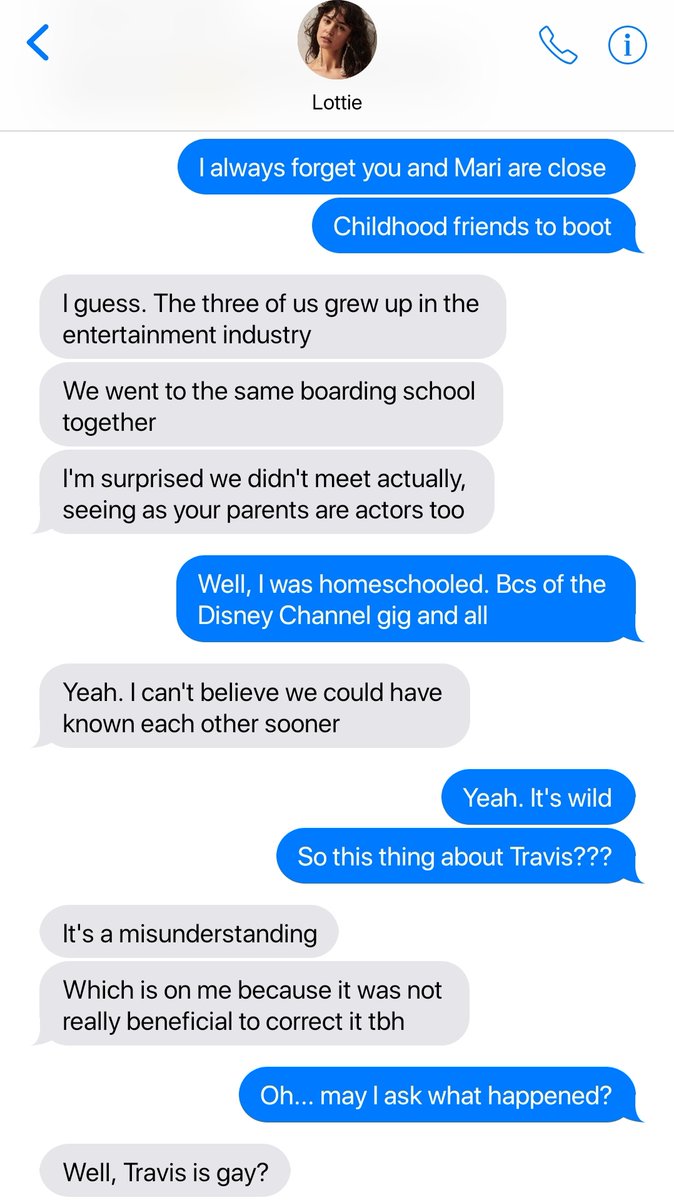 Lottie
I always forget you and Mari are close
Childhood friends to boot
I guess. The three of us grew up in the
entertainment industry
We went to the same boarding school
together
I'm surprised we didn't meet actually,
seeing as your parents are actors too
Well, I was homeschooled. Bcs of the
Disney Channel gig and all
Yeah. I can't believe we could have
known each other sooner
Yeah. It's wild
So this thing about Travis???
It's a misunderstanding
Which is on me because it was not
really beneficial to correct it tbh
Oh... may I ask what happened?
Well, Travis is gay?